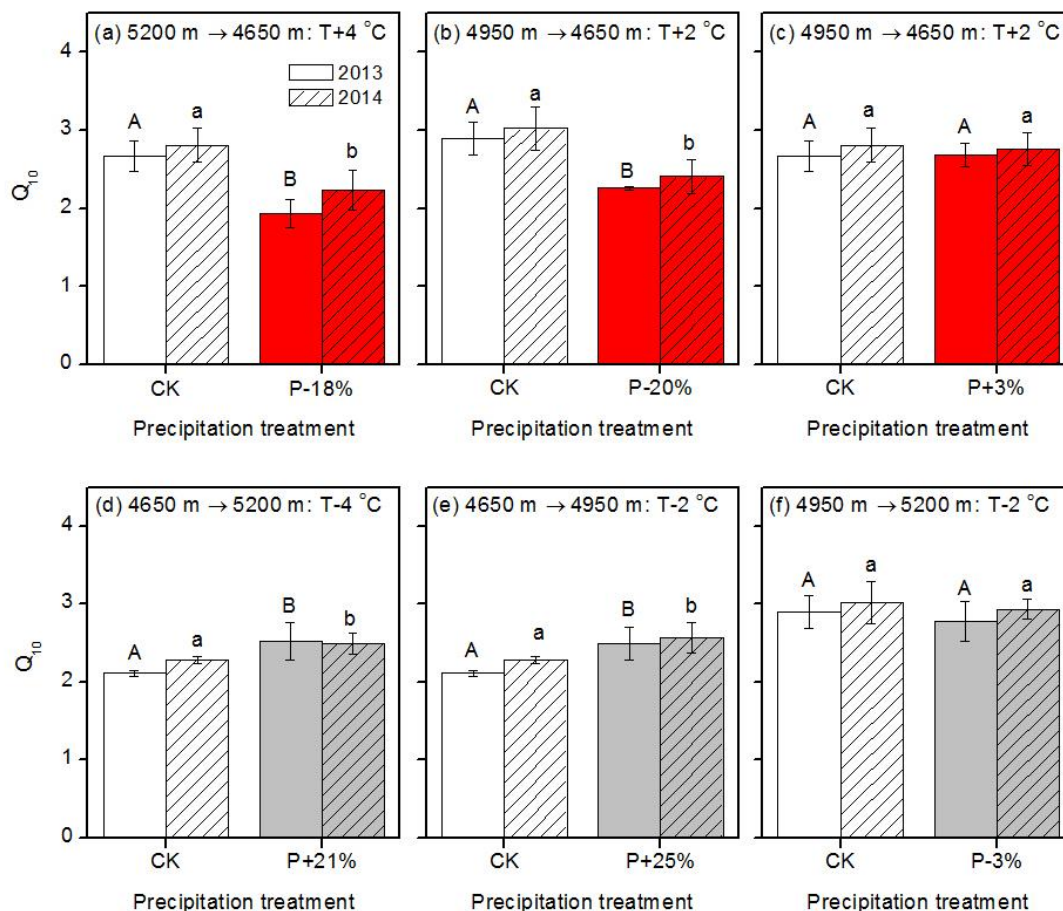 (a) 5200 m → 4650 m: T+4 °C
(b) 4950 m → 4650 m: T+2 °C
(c) 4950 m → 4650 m: T+2 °C
2013
2014
4
3
2
1
0
Q10
A
a
B
b
A
a
B
b
A
a
A
a
CK
P-18%
CK
P-20%
CK
P+3%
Precipitation treatment
Precipitation treatment
Precipitation treatment
(d) 4650 m → 5200 m: T-4 °C
(e) 4650 m → 4950 m: T-2 °C
(f) 4950 m → 5200 m: T-2 °C
4
3
2
1
0
Q10
A
a
B
b
A
a
B
b
A
a
A
a
CK
P+21%
CK
P+25%
CK
P-3%
Precipitation treatment
Precipitation treatment
Precipitation treatment